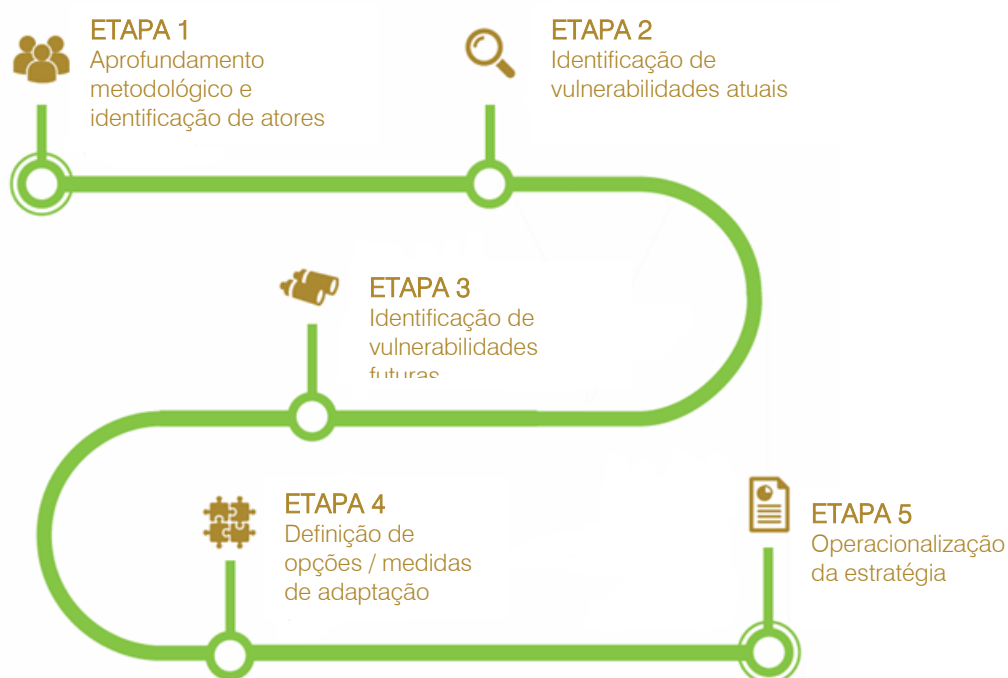 ETAPA 1
Aprofundamento
metodológico e
identificação de atores
ETAPA 2
Identificação de
vulnerabilidades atuais
ETAPA 3
Identificação de
vulnerabilidades
futuras
ETAPA 4
Definição de
opções / medidas
de adaptação
ETAPA 5
Operacionalização
da estratégia